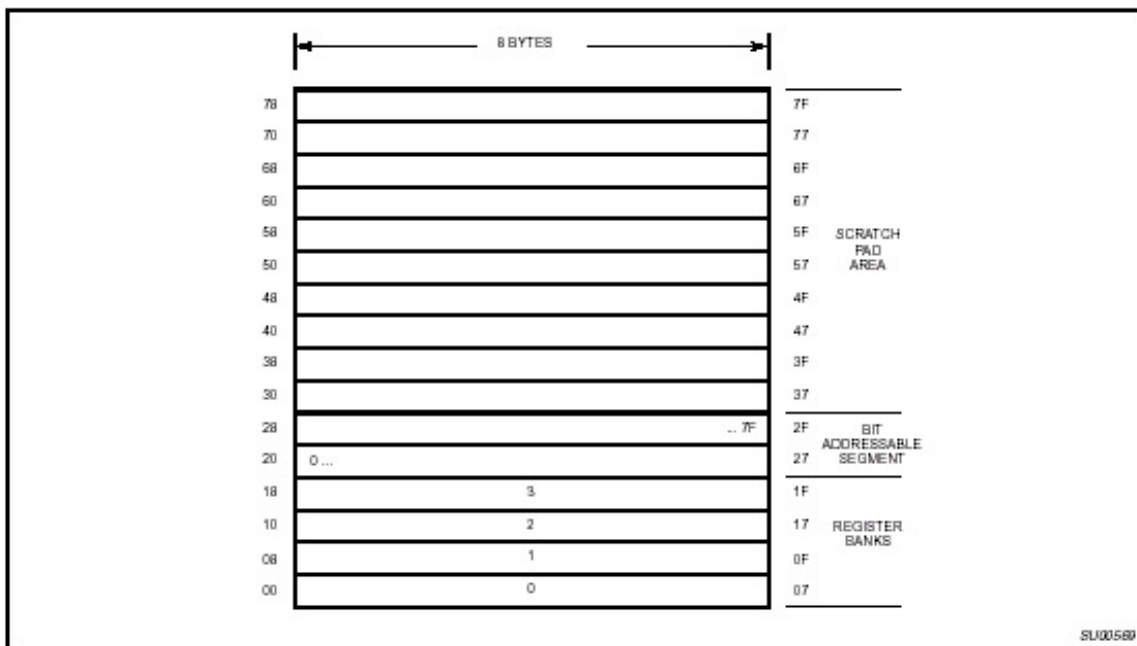 8 BYTES
78 7F
70 77
68 6F
60 67
58 5F SCRATCH
PAD
50 57 AREA
48 4F
40 47
38 3F
30 37
28 ... 7F 2F BIT
ADDRESSABLE
20 0 ... 27 SEGMENT
18 3 1F
10 2 17 REGISTER
BANKS
08 1 0F
00 0 07
SU00569